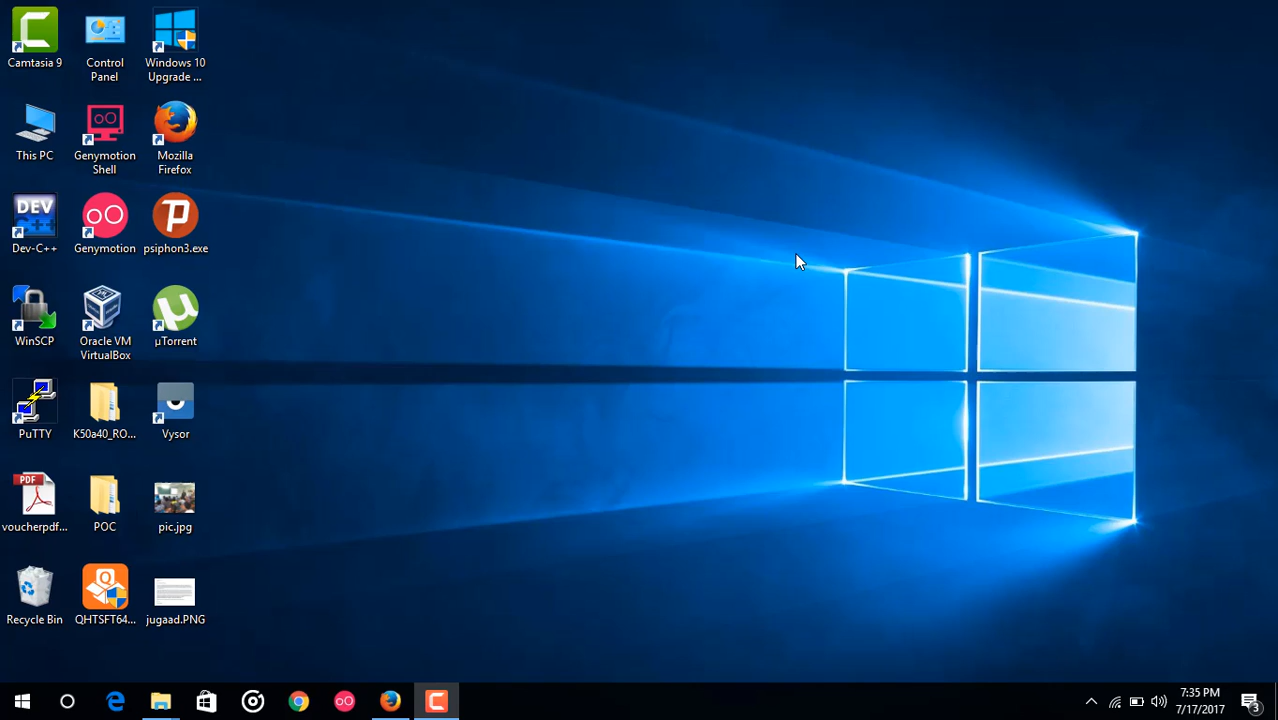 Camtasia 9
Control
Panel
Windows 10
Upgrade ...
This PC
Genymotion
Shell
Mozilla
Firefox
DEV
C++
Dev-C++
Genymotion
psiphon3.exe
WinSCP
Oracle VM
VirtualBox
µTorrent
PuTTY
K50a40_RO...
Vysor
PDF
voucherpdf...
POC
pic.jpg
Recycle Bin
QHTSFT64...
jugaad.PNG
7:35 PM
7/17/2017
3